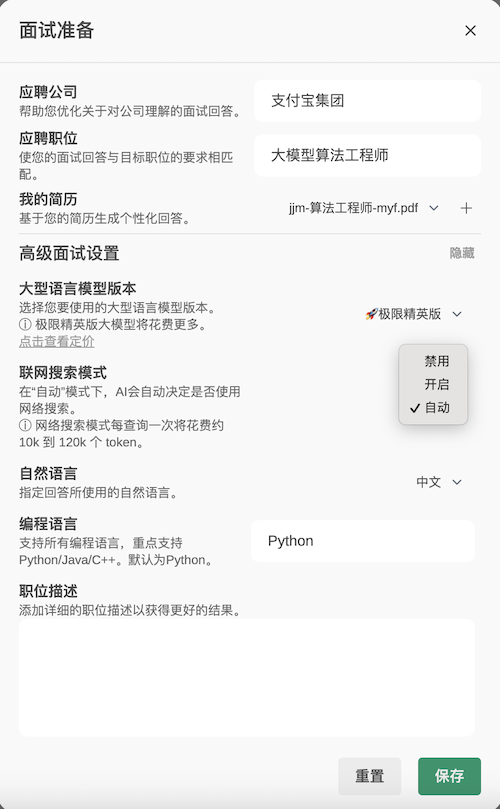 面试准备
应聘公司
帮助您优化关于对公司理解的面试回答。
支付宝集团
应聘职位
使您的面试回答与目标职位的要求相匹
配。
大模型算法工程师
我的简历
基于您的简历生成个性化回答。
jjm-算法工程师-myf.pdf
高级面试设置
隐藏
大型语言模型版本
选择您要使用的大型语言模型版本。
ⓘ 极限精英版大模型将花费更多。
点击查看定价
🚀极限精英版
联网搜索模式
在“自动”模式下，AI会自动决定是否使用
网络搜索。
ⓘ 网络搜索模式每查询一次将花费约
10k 到 120k 个 token。
禁用
开启
✓ 自动
自然语言
指定回答所使用的自然语言。
中文
编程语言
支持所有编程语言，重点支持
Python/Java/C++。默认为Python。
Python
职位描述
添加详细的职位描述以获得更好的结果。
重置
保存